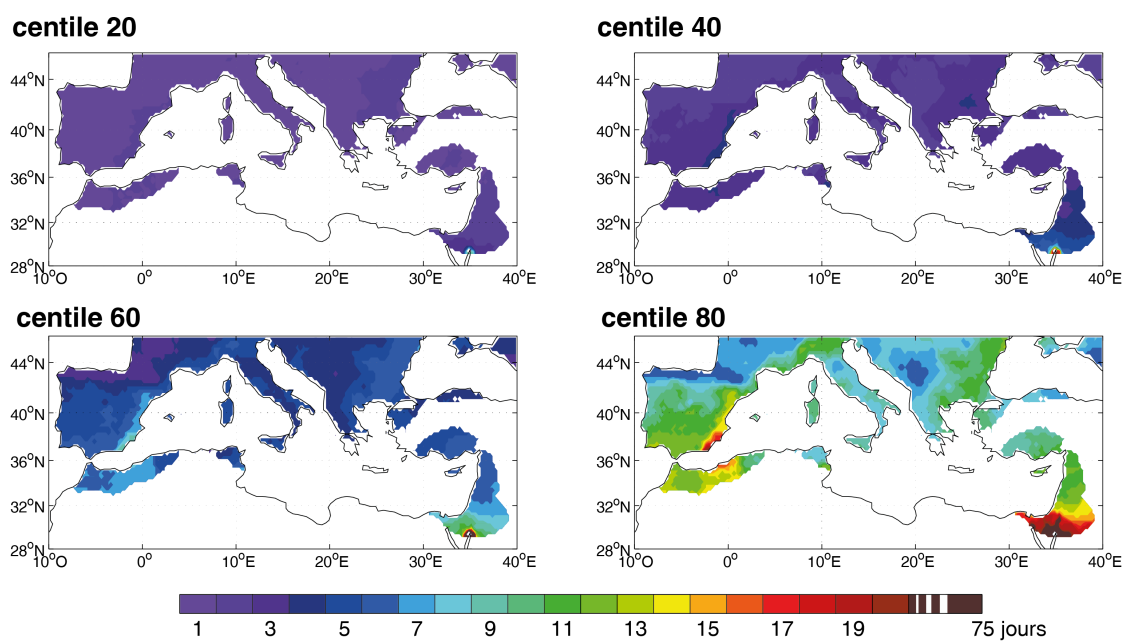 centile 20
centile 40
44°N
40°N
36°N
32°N
28°N
10°O 0° 10°E 20°E 30°E 40°E
44°N
40°N
36°N
32°N
28°N
10°O 0° 10°E 20°E 30°E 40°E
centile 60
centile 80
44°N
40°N
36°N
32°N
28°N
10°O 0° 10°E 20°E 30°E 40°E
44°N
40°N
36°N
32°N
28°N
10°O 0° 10°E 20°E 30°E 40°E
1 3 5 7 9 11 13 15 17 19 75 jours